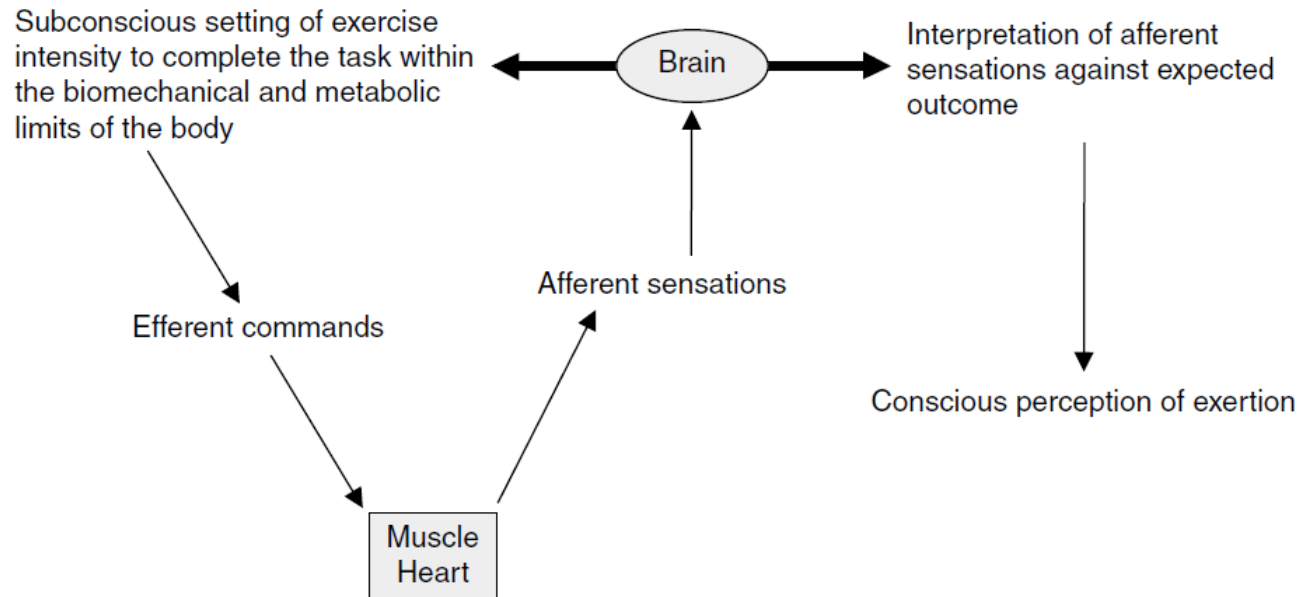 Subconscious setting of exercise
intensity to complete the task within
the biomechanical and metabolic
limits of the body
Brain
Interpretation of afferent
sensations against expected
outcome
Afferent sensations
Efferent commands
Conscious perception of exertion
Muscle
Heart